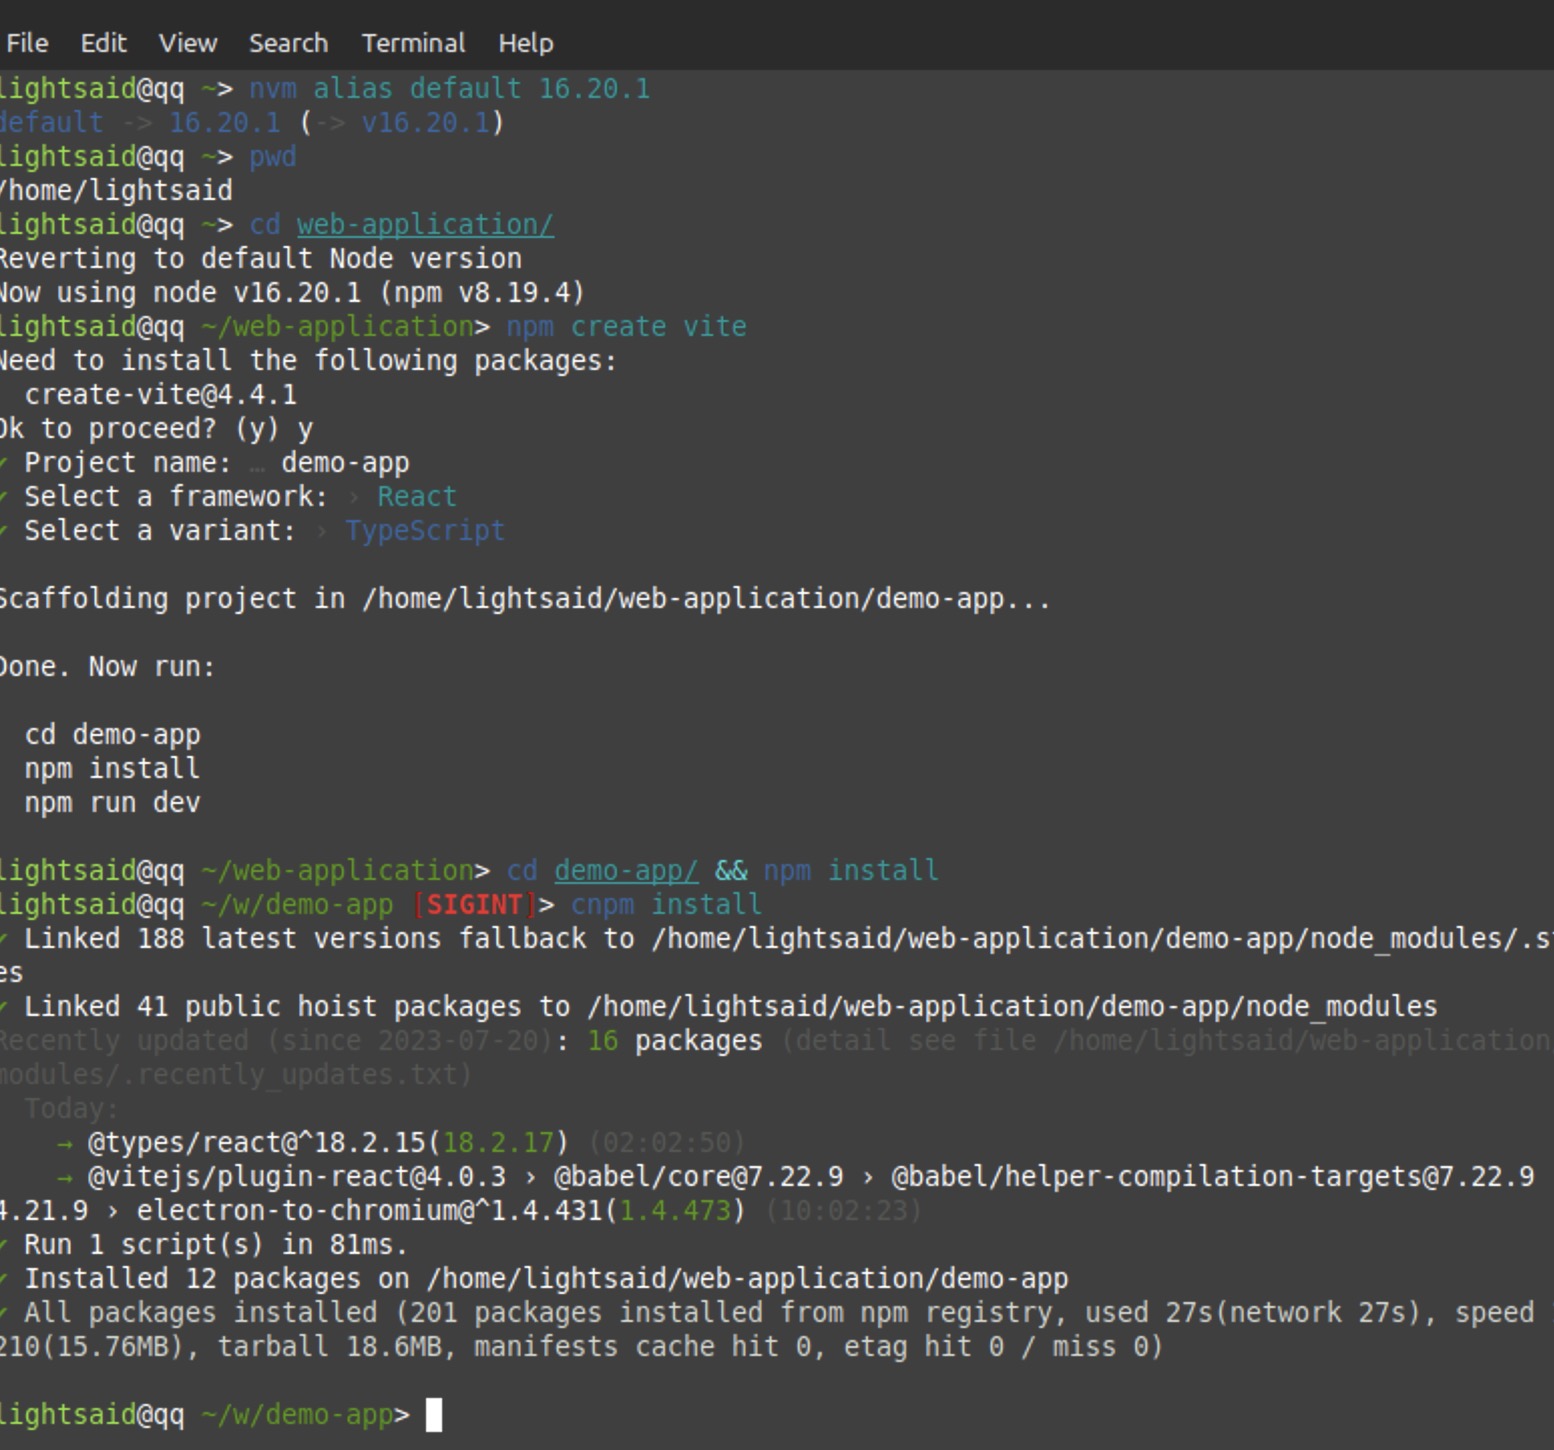 File Edit View Search Terminal Help
lightsaid@qq ~> nvm alias default 16.20.1
default -> 16.20.1 (-> v16.20.1)
lightsaid@qq ~> pwd
/home/lightsaid
lightsaid@qq ~> cd web-application/
Reverting to default Node version
Now using node v16.20.1 (npm v8.19.4)
lightsaid@qq ~/web-application> npm create vite
Need to install the following packages:
  create-vite@4.4.1
Ok to proceed? (y) y
✔ Project name: … demo-app
✔ Select a framework: › React
✔ Select a variant: › TypeScript
Scaffolding project in /home/lightsaid/web-application/demo-app...
Done. Now run:
  cd demo-app
  npm install
  npm run dev
lightsaid@qq ~/web-application> cd demo-app/ && npm install
lightsaid@qq ~/w/demo-app [SIGINT]> cnpm install
✔ Linked 188 latest versions fallback to /home/lightsaid/web-application/demo-app/node_modules/.st
es
✔ Linked 41 public hoist packages to /home/lightsaid/web-application/demo-app/node_modules
Recently updated (since 2023-07-20): 16 packages (detail see file /home/lightsaid/web-application/
modules/.recently_updates.txt)
  Today:
    → @types/react@^18.2.15(18.2.17) (02:02:50)
    → @vitejs/plugin-react@4.0.3 › @babel/core@7.22.9 › @babel/helper-compilation-targets@7.22.9
4.21.9 › electron-to-chromium@^1.4.431(1.4.473) (10:02:23)
✔ Run 1 script(s) in 81ms.
✔ Installed 12 packages on /home/lightsaid/web-application/demo-app
✔ All packages installed (201 packages installed from npm registry, used 27s(network 27s), speed
210(15.76MB), tarball 18.6MB, manifests cache hit 0, etag hit 0 / miss 0)
lightsaid@qq ~/w/demo-app>